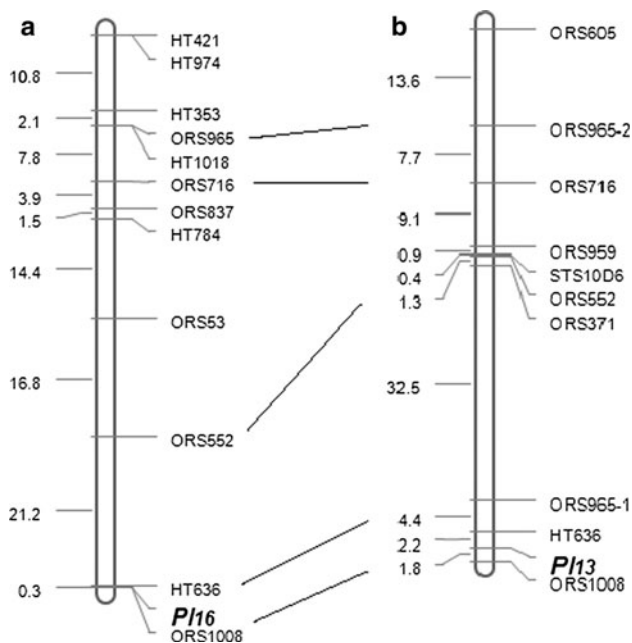 a
HT421
HT974
10.8
HT353
2.1
ORS965
HT1018
7.8
ORS716
3.9
ORS837
1.5
HT784
14.4
ORS53
16.8
ORS552
21.2
0.3
HT636
Pl16
ORS1008
b
ORS605
13.6
ORS965-2
7.7
ORS716
9.1
ORS959
0.9
STS10D6
0.4
ORS552
1.3
ORS371
32.5
ORS965-1
4.4
HT636
2.2
Pl13
1.8
ORS1008